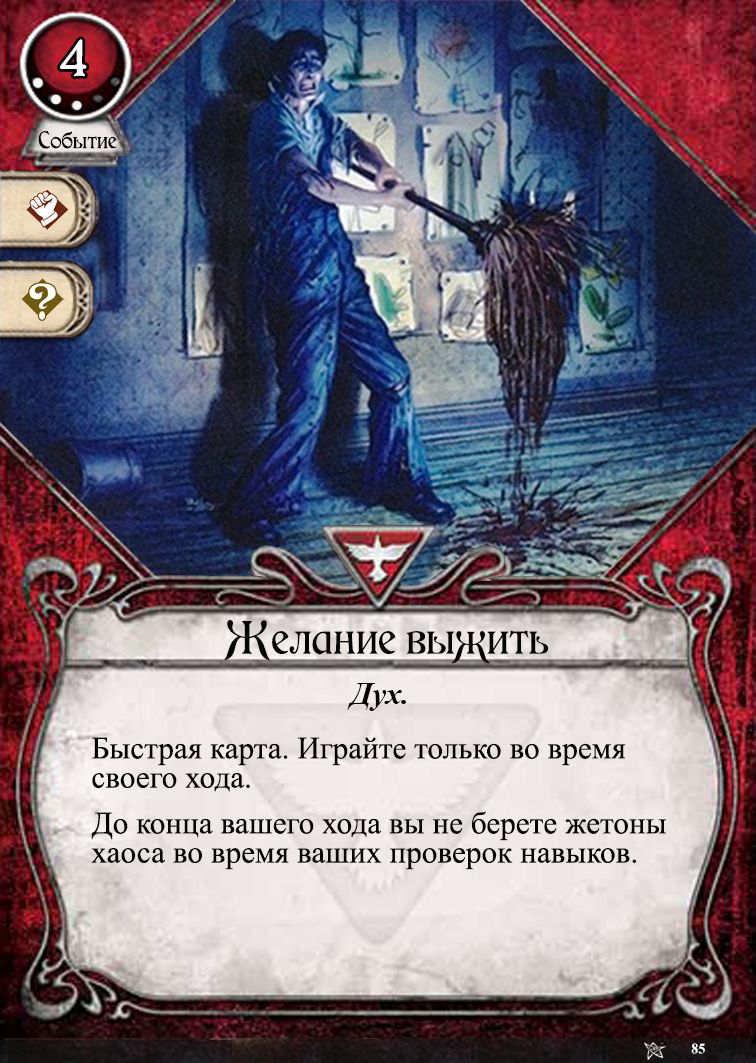 4
Событие
?
Желание выжить
Дух.
Быстрая карта. Играйте только во время
своего хода.
До конца вашего хода вы не берете жетоны
хаоса во время ваших проверок навыков.
85